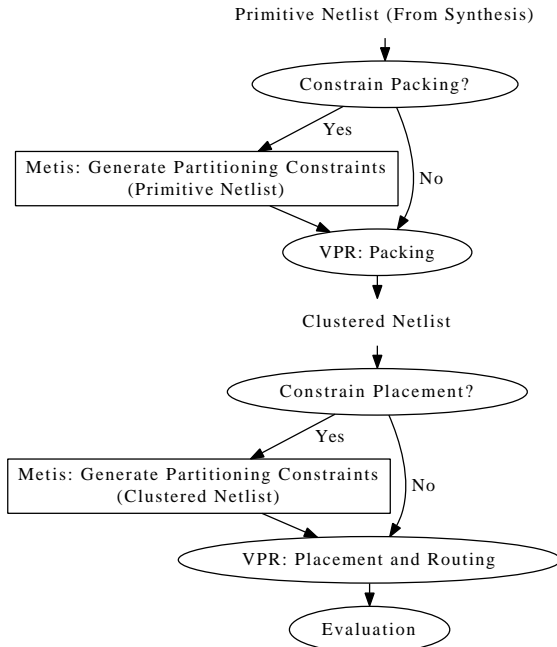 Primitive Netlist (From Synthesis)
Constrain Packing?
Yes
Metis: Generate Partitioning Constraints
(Primitive Netlist)
No
VPR: Packing
Clustered Netlist
Constrain Placement?
Yes
Metis: Generate Partitioning Constraints
(Clustered Netlist)
No
VPR: Placement and Routing
Evaluation